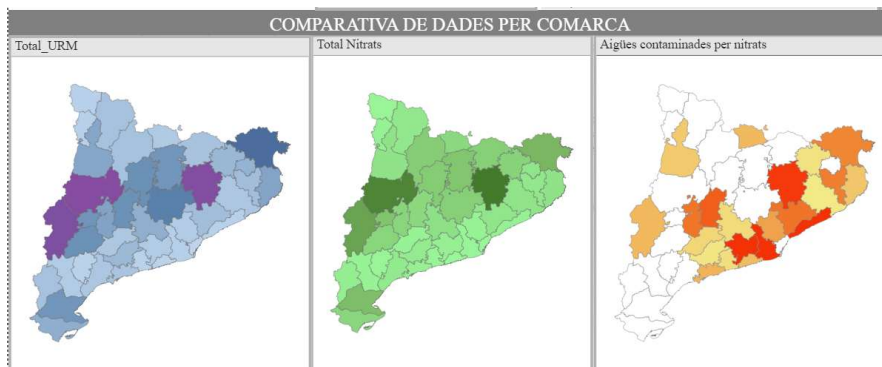 COMPARATIVA DE DADES PER COMARCA
Total_URM
Total Nitrats
Aigües contaminades per nitrats